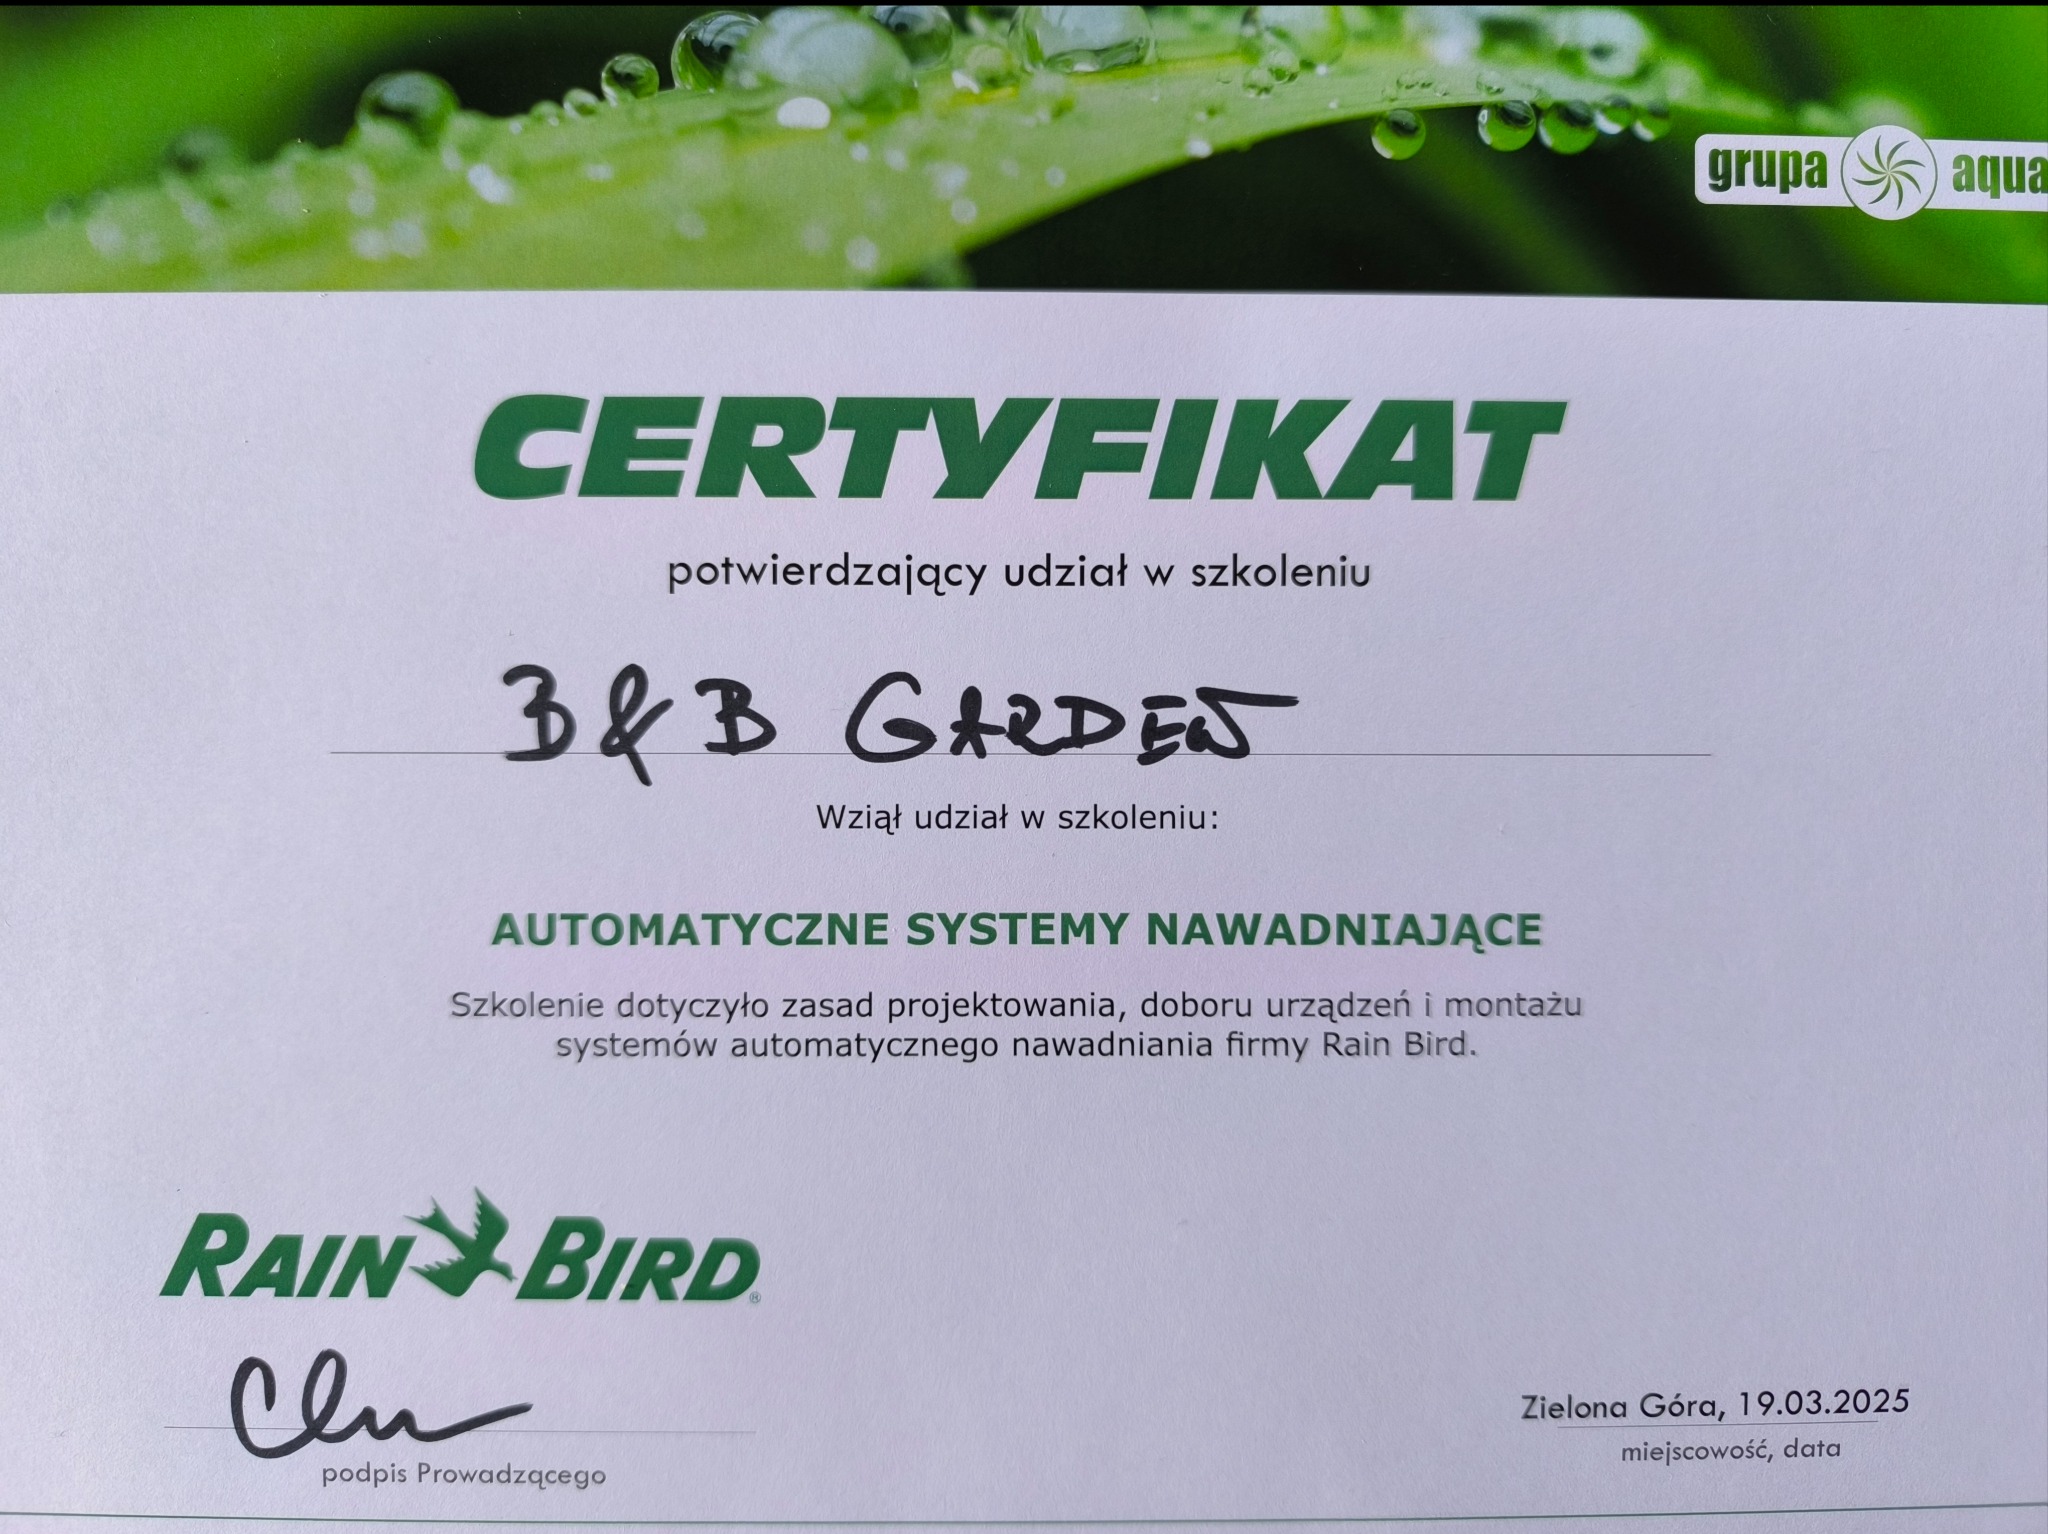 grupa aqua
CERTYFIKAT
potwierdzający udział w szkoleniu
B&B GARDEN
Wziął udział w szkoleniu:
AUTOMATYCZNE SYSTEMY NAWADNIAJĄCE
Szkolenie dotyczyło zasad projektowania, doboru urządzeń i montażu
systemów automatycznego nawadniania firmy Rain Bird.
RAIN BIRD®
podpis Prowadzącego
Zielona Góra, 19.03.2025
miejscowość, data